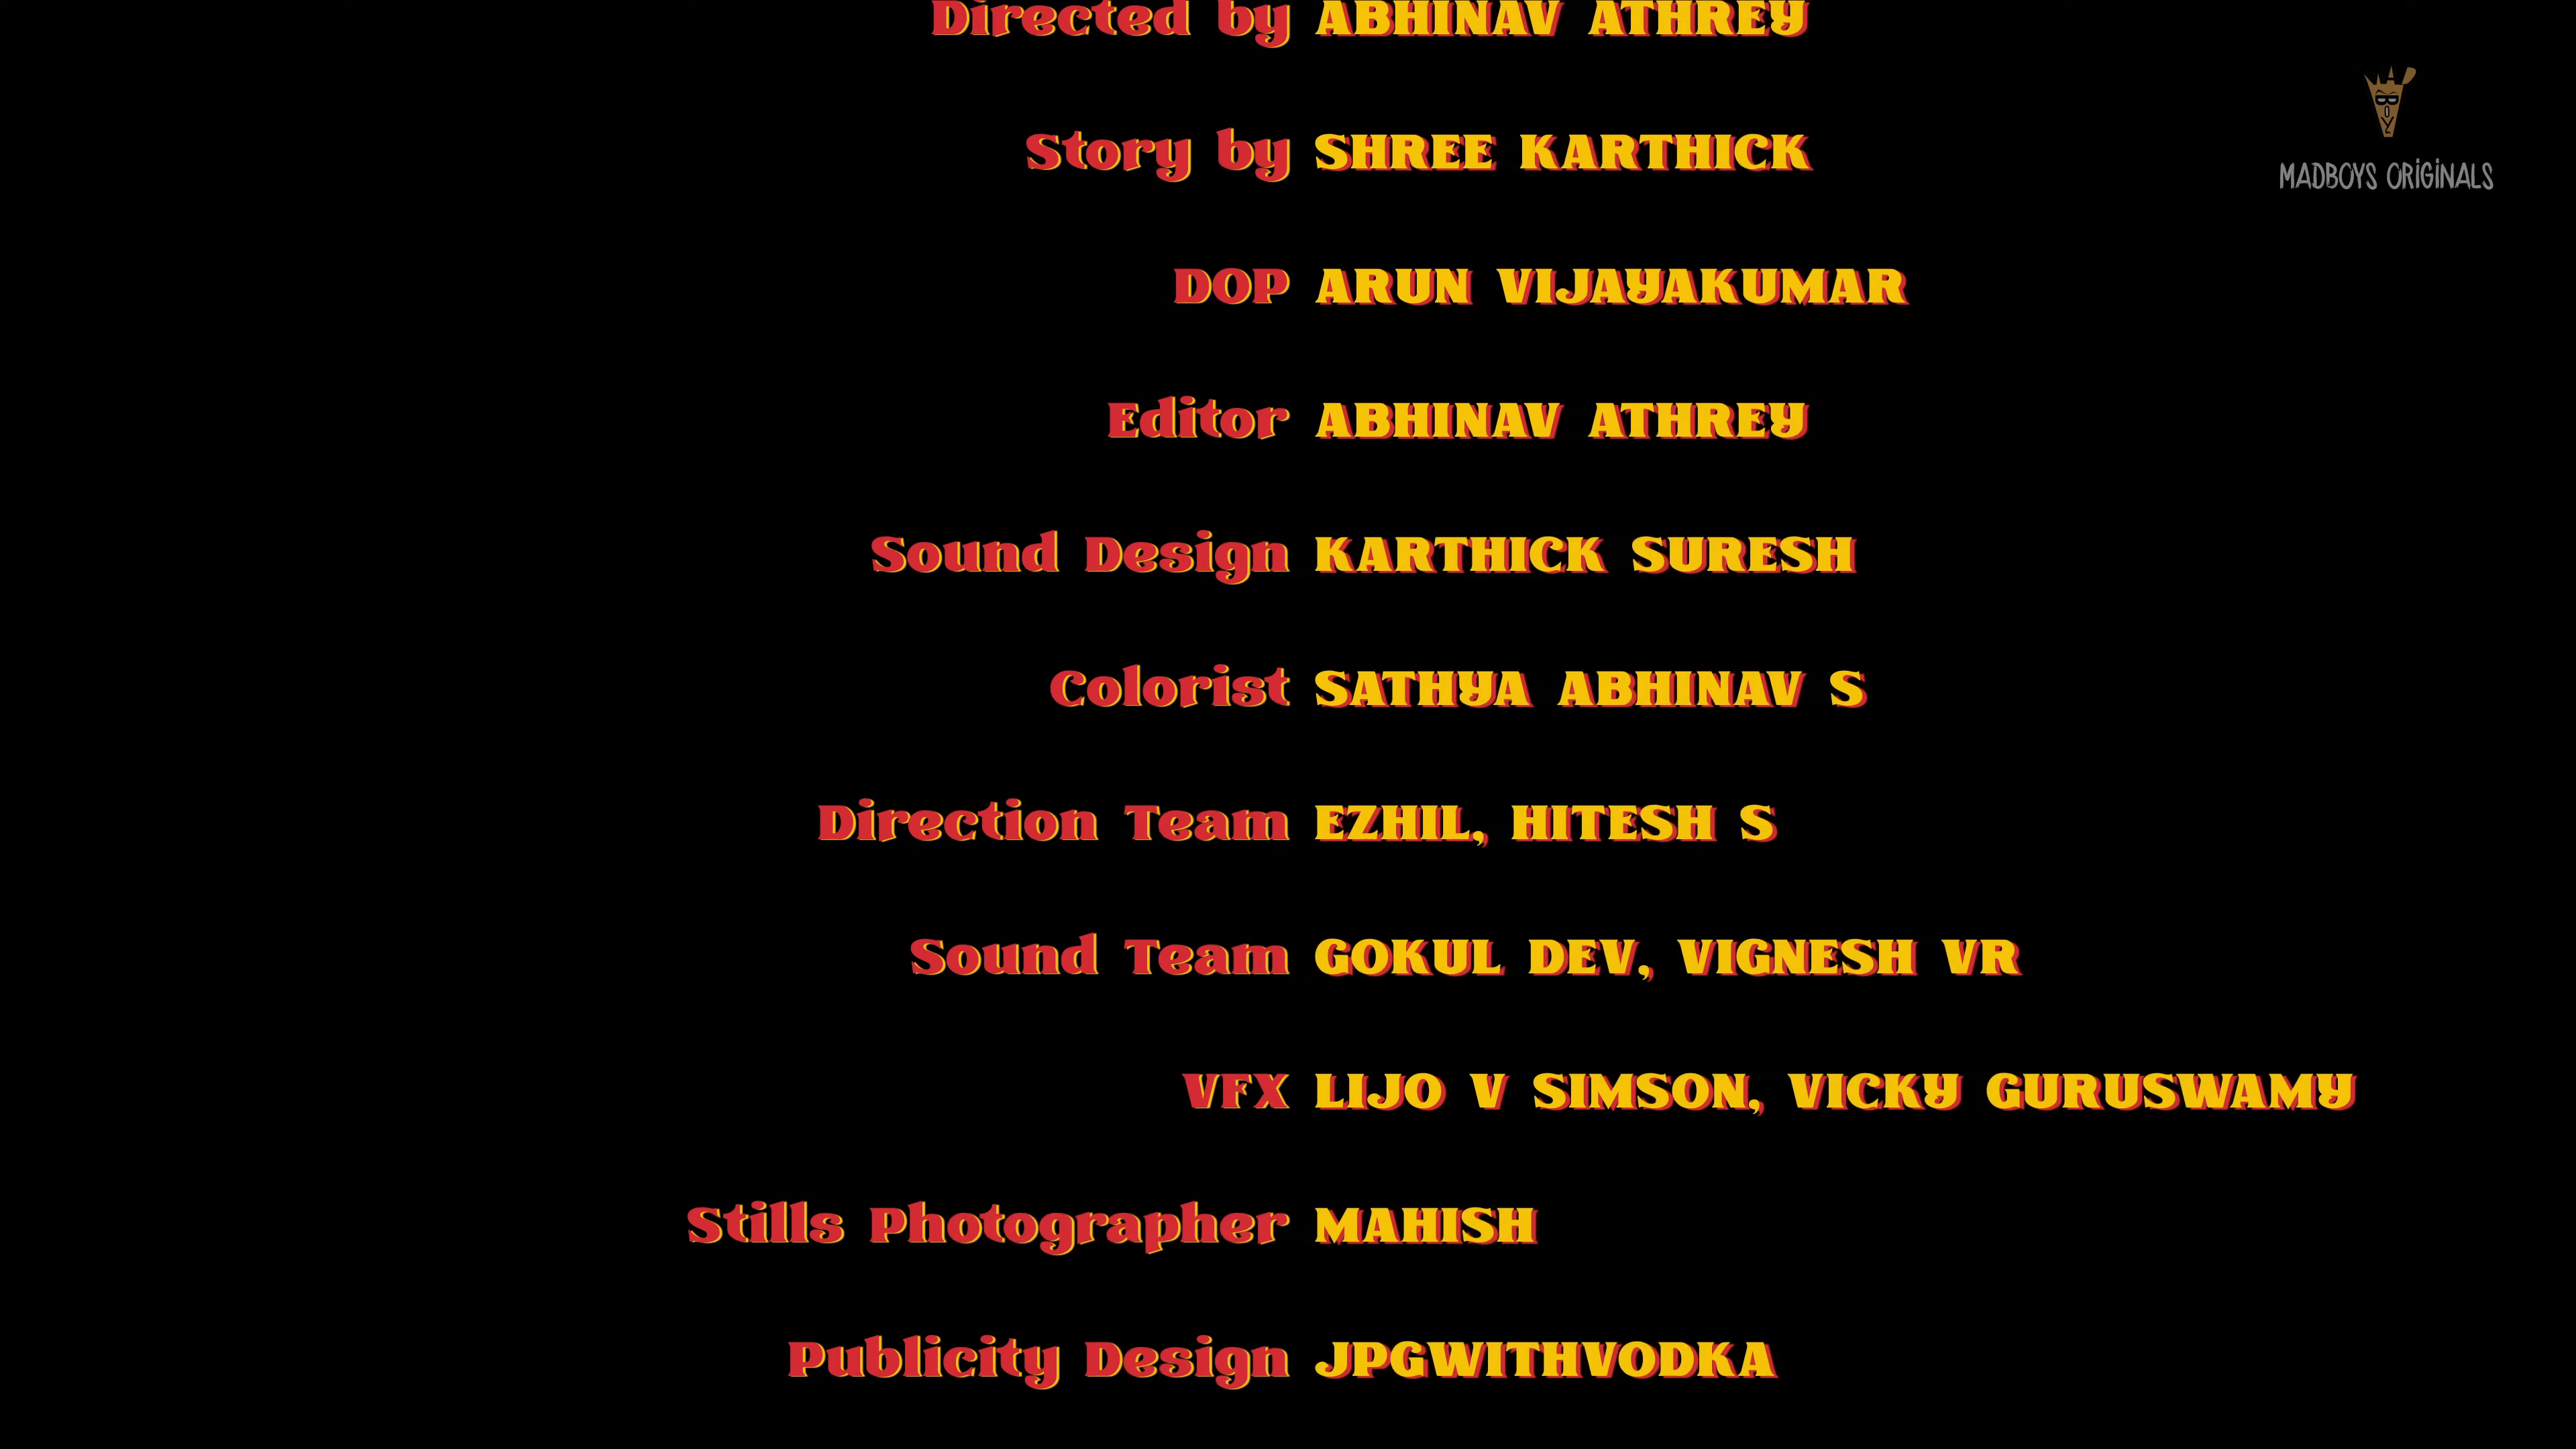 Directed by ABHINAV ATHREY
MADBOYS ORIGINALS
Story by SHREE KARTHICK
DOP ARUN VIJAYAKUMAR
Editor ABHINAV ATHREY
Sound Design KARTHICK SURESH
Colorist SATHYA ABHINAV S
Direction Team EZHIL, HITESH S
Sound Team GOKUL DEV, VIGNESH VR
VFX LIJO V SIMSON, VICKY GURUSWAMY
Stills Photographer MAHISH
Publicity Design JPGWITHVODKA